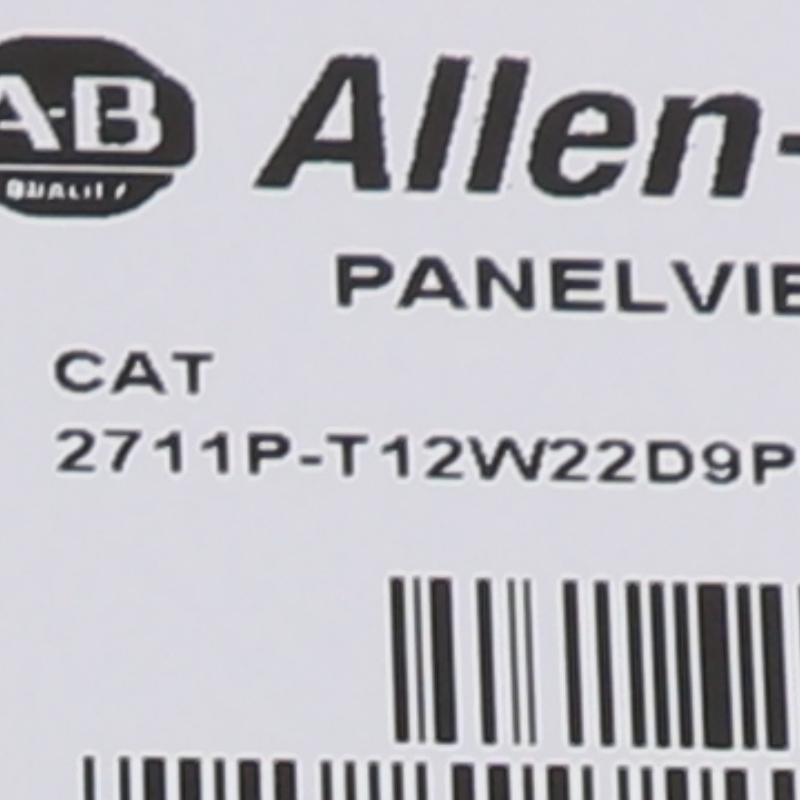 A-B
QUALITY
Allen-
PANELVIE
CAT
2711P-T12W22D9P